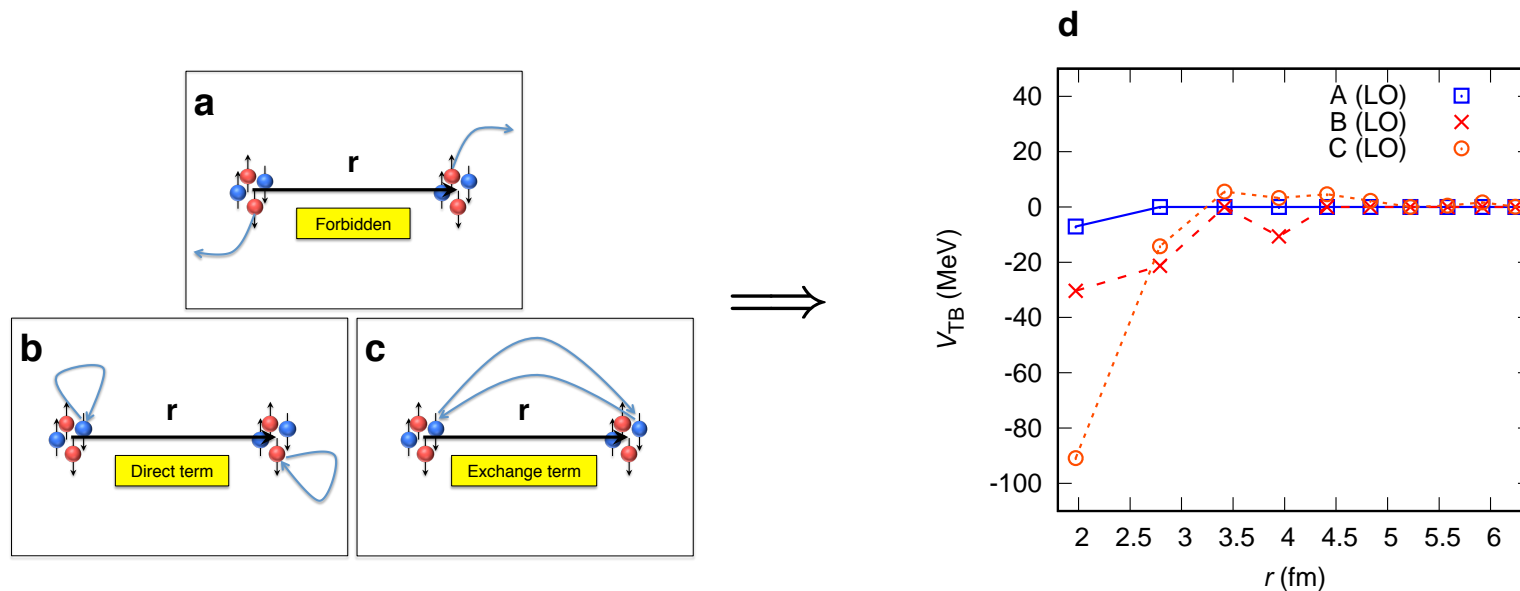 a
r
Forbidden
b
r
Direct term
c
r
Exchange term
⟹
d
A (LO)
B (LO)
C (LO)
40
20
0
-20
-40
-60
-80
-100
V_TB (MeV)
2 2.5 3 3.5 4 4.5 5 5.5 6
r (fm)